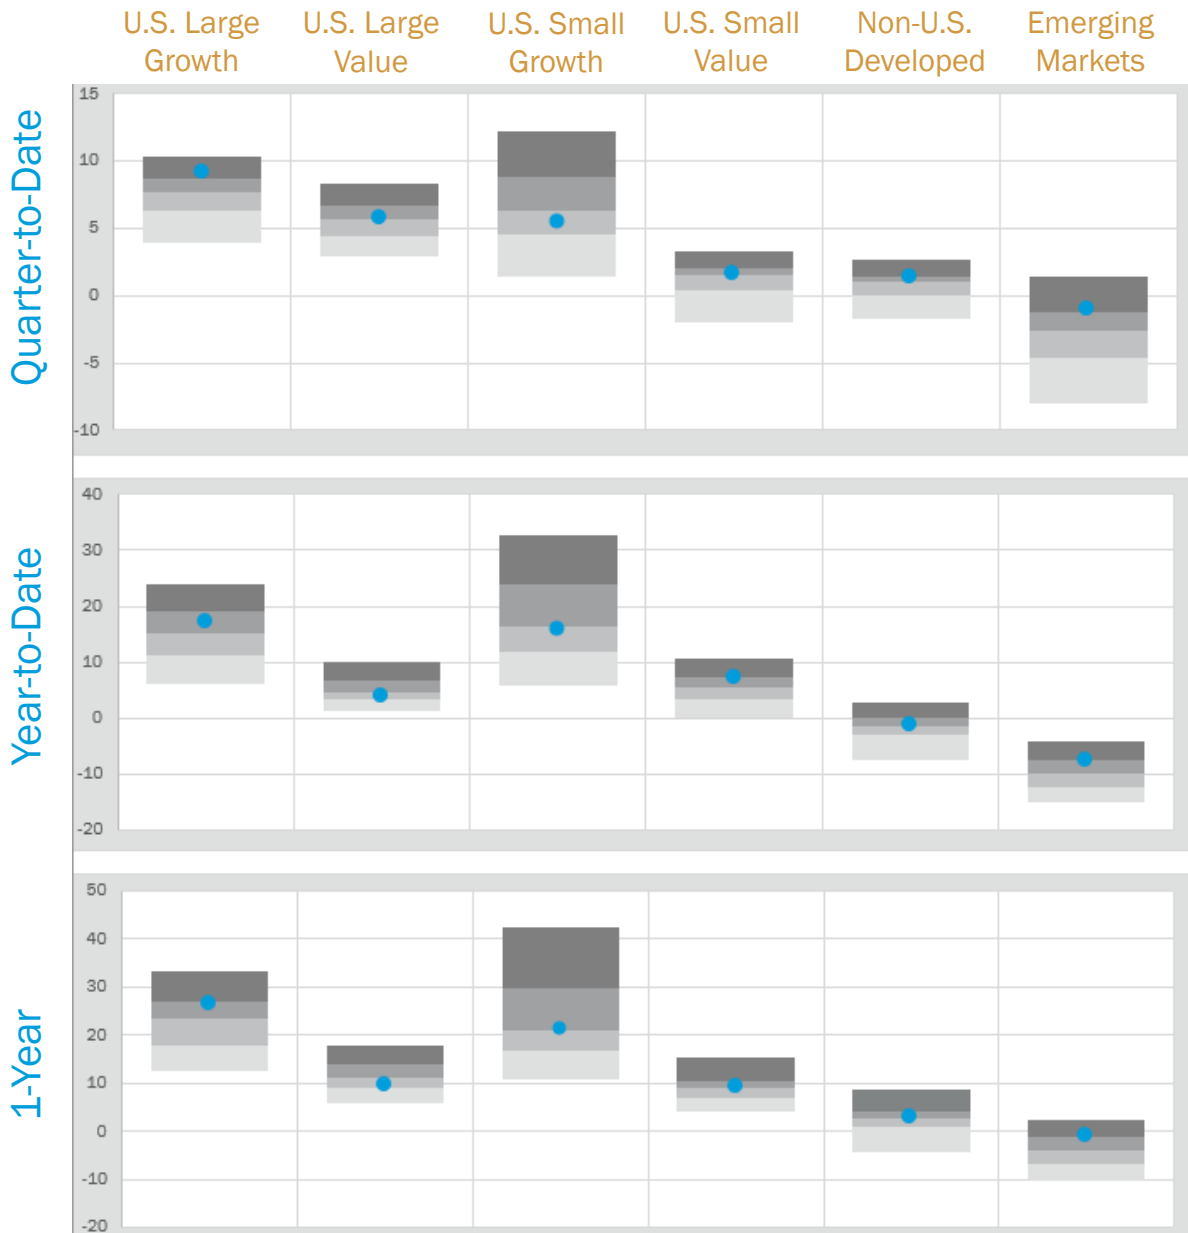 U.S. Large Growth
U.S. Large Value
U.S. Small Growth
U.S. Small Value
Non-U.S. Developed
Emerging Markets
Quarter-to-Date
15
10
5
0
-5
-10
Year-to-Date
40
30
20
10
0
-10
-20
1-Year
50
40
30
20
10
0
-10
-20